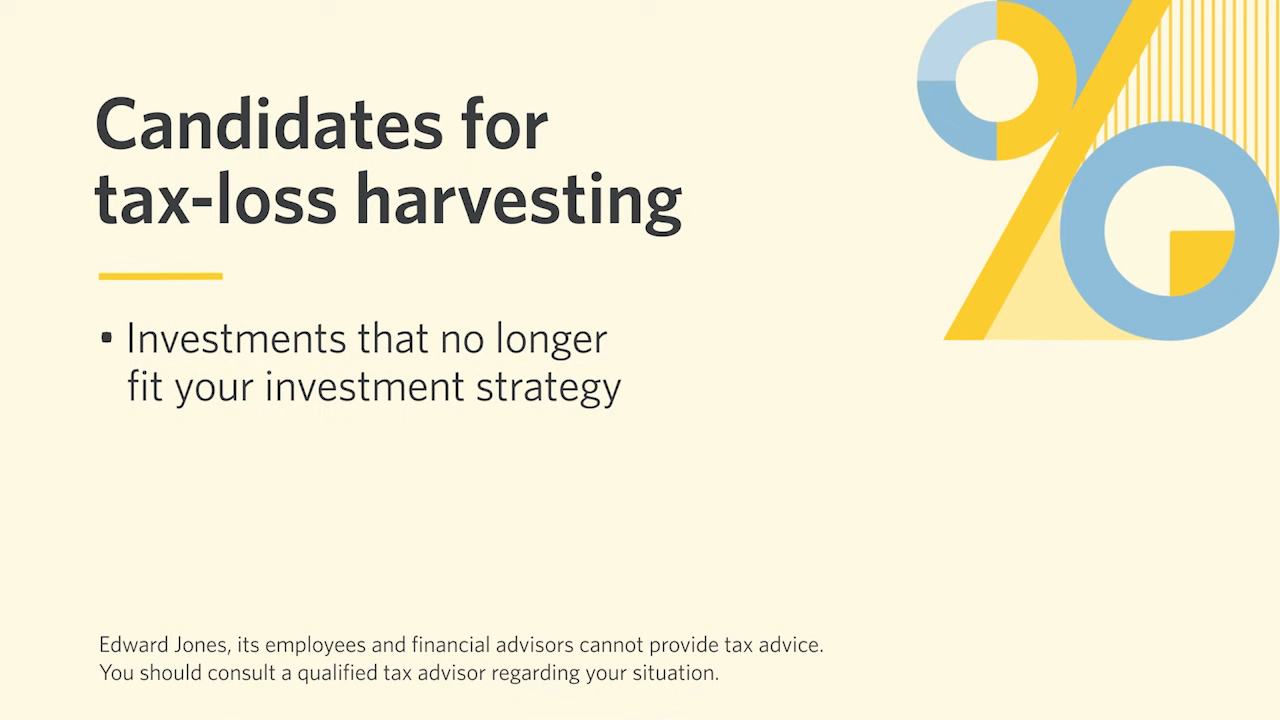 Candidates for
tax-loss harvesting
• Investments that no longer
fit your investment strategy
Edward Jones, its employees and financial advisors cannot provide tax advice.
You should consult a qualified tax advisor regarding your situation.